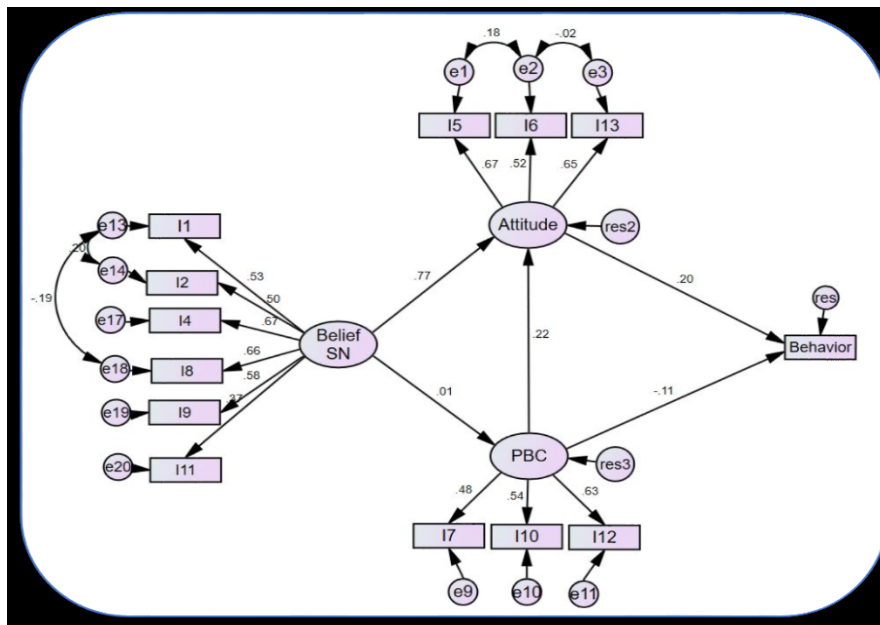 .18
-.02
e1
e2
e3
I5
I6
I13
.67
.52
.65
e13
I1
Attitude
res2
.20
.53
e14
I2
.50
.77
.20
-.19
e17
I4
.67
Belief
SN
res
.22
Behavior
e18
I8
.66
.58
e19
I9
.01
-.11
.37
e20
I11
PBC
res3
.48
.54
.63
I7
I10
I12
e9
e10
e11